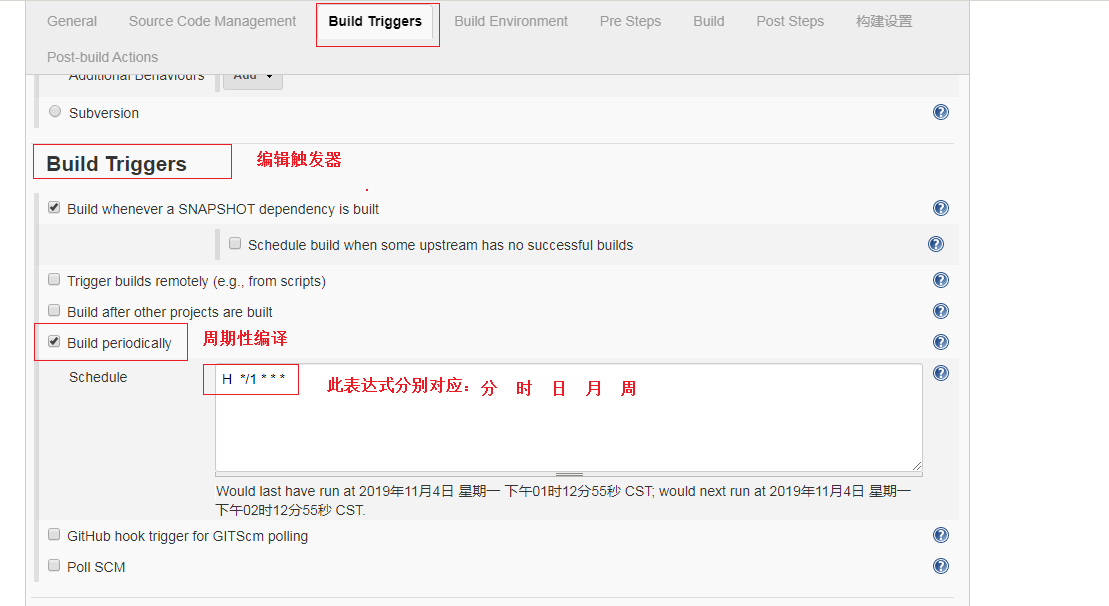 General Source Code Management Build Triggers Build Environment Pre Steps Build Post Steps 构建设置
Post-build Actions
Additional Behaviours Add
Subversion
Build Triggers 编辑触发器
Build whenever a SNAPSHOT dependency is built
Schedule build when some upstream has no successful builds
Trigger builds remotely (e.g., from scripts)
Build after other projects are built
Build periodically 周期性编译
Schedule H */1 * * * 此表达式分别对应：分 时 日 月 周
Would last have run at 2019年11月4日 星期一 下午01时12分55秒 CST; would next run at 2019年11月4日 星期一
下午02时12分55秒 CST.
GitHub hook trigger for GITScm polling
Poll SCM